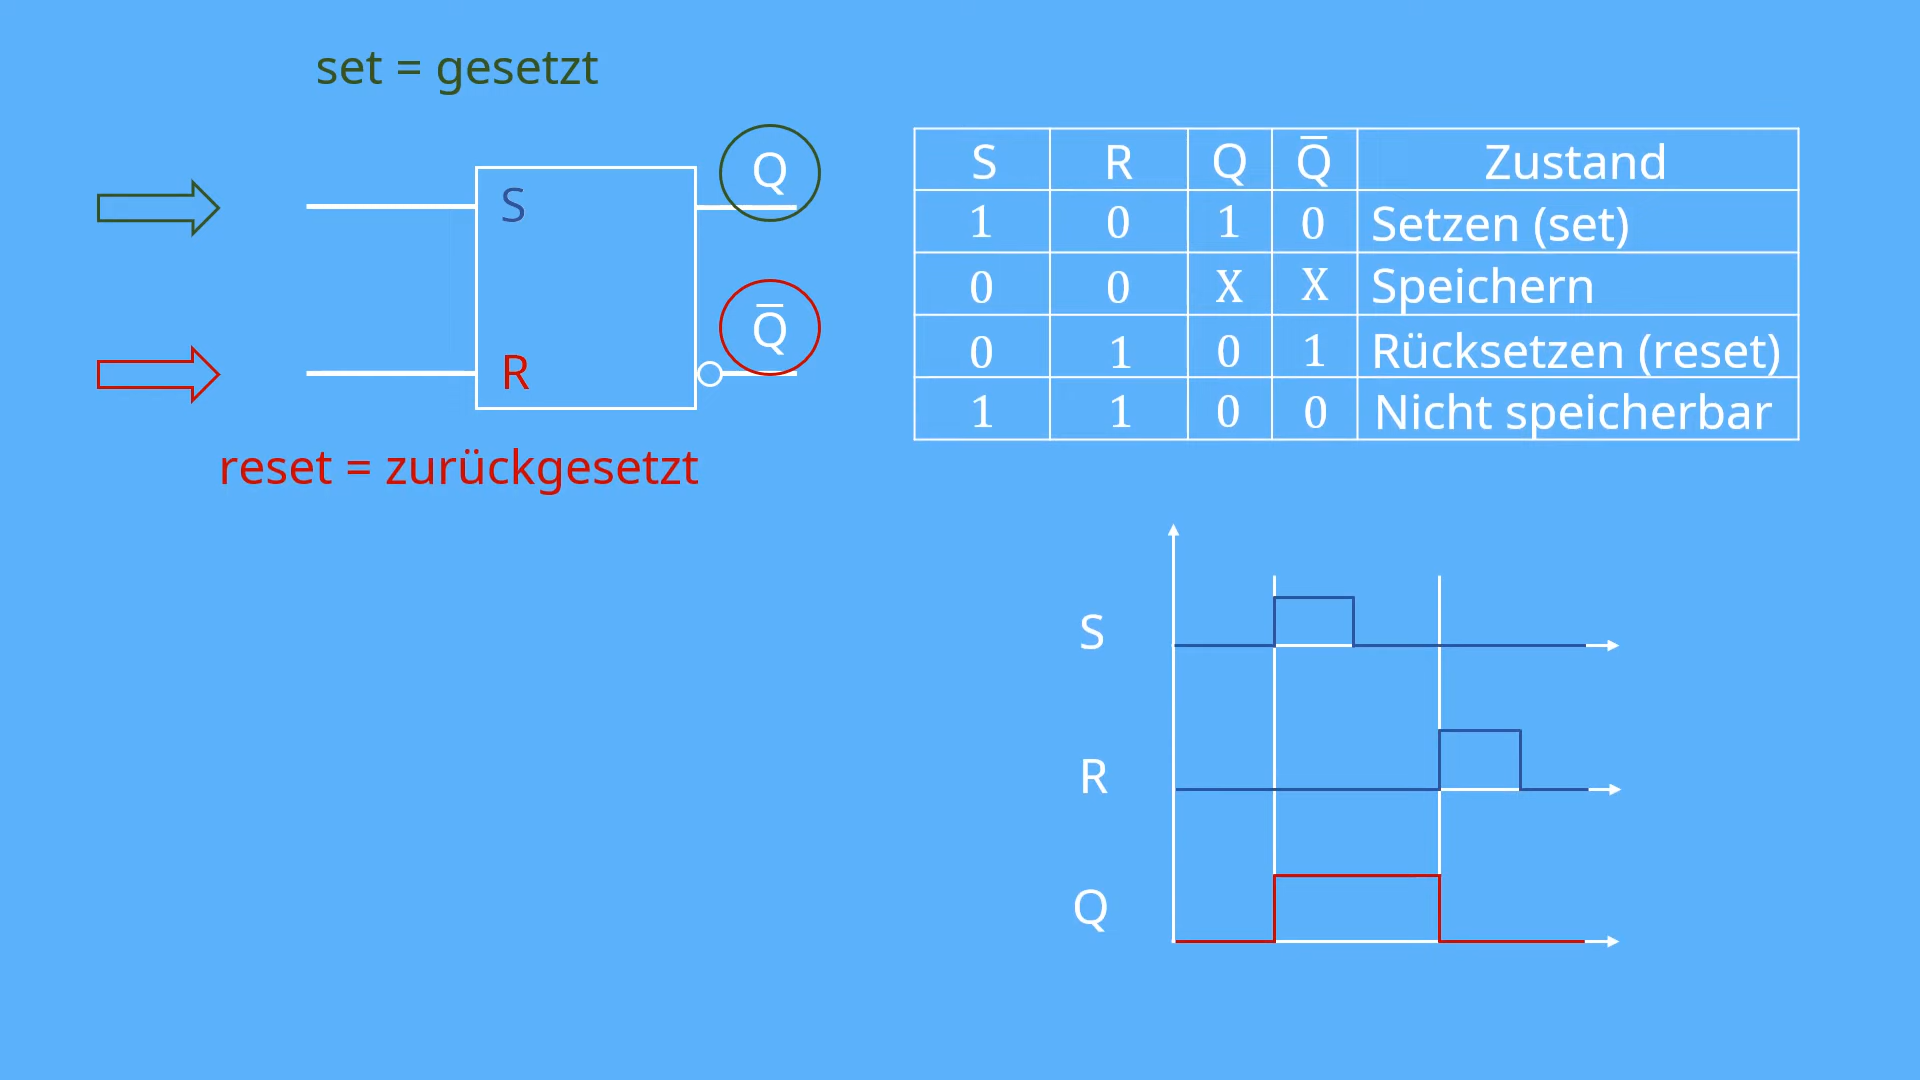 set = gesetzt
S Q
R Q̅
reset = zurückgesetzt
S R Q Q̅ Zustand
1 0 1 0 Setzen (set)
0 0 X X Speichern
0 1 0 1 Rücksetzen (reset)
1 1 0 0 Nicht speicherbar
S
R
Q